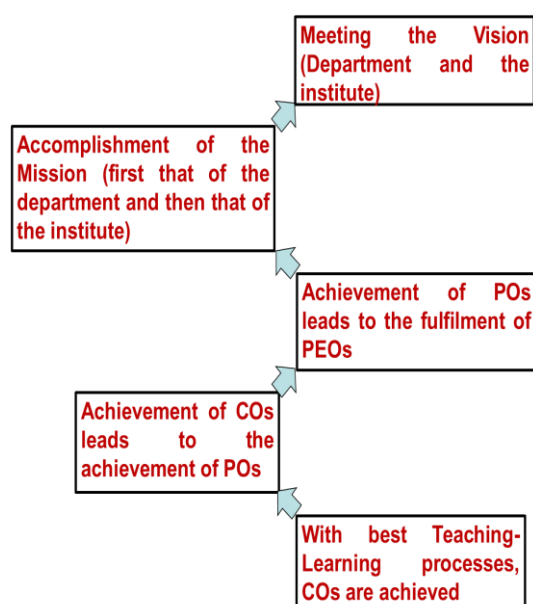 Meeting the Vision
(Department and the
institute)
Accomplishment of the
Mission (first that of the
department and then that of
the institute)
Achievement of POs
leads to the fulfilment of
PEOs
Achievement of COs
leads to the
achievement of POs
With best Teaching-
Learning processes,
COs are achieved